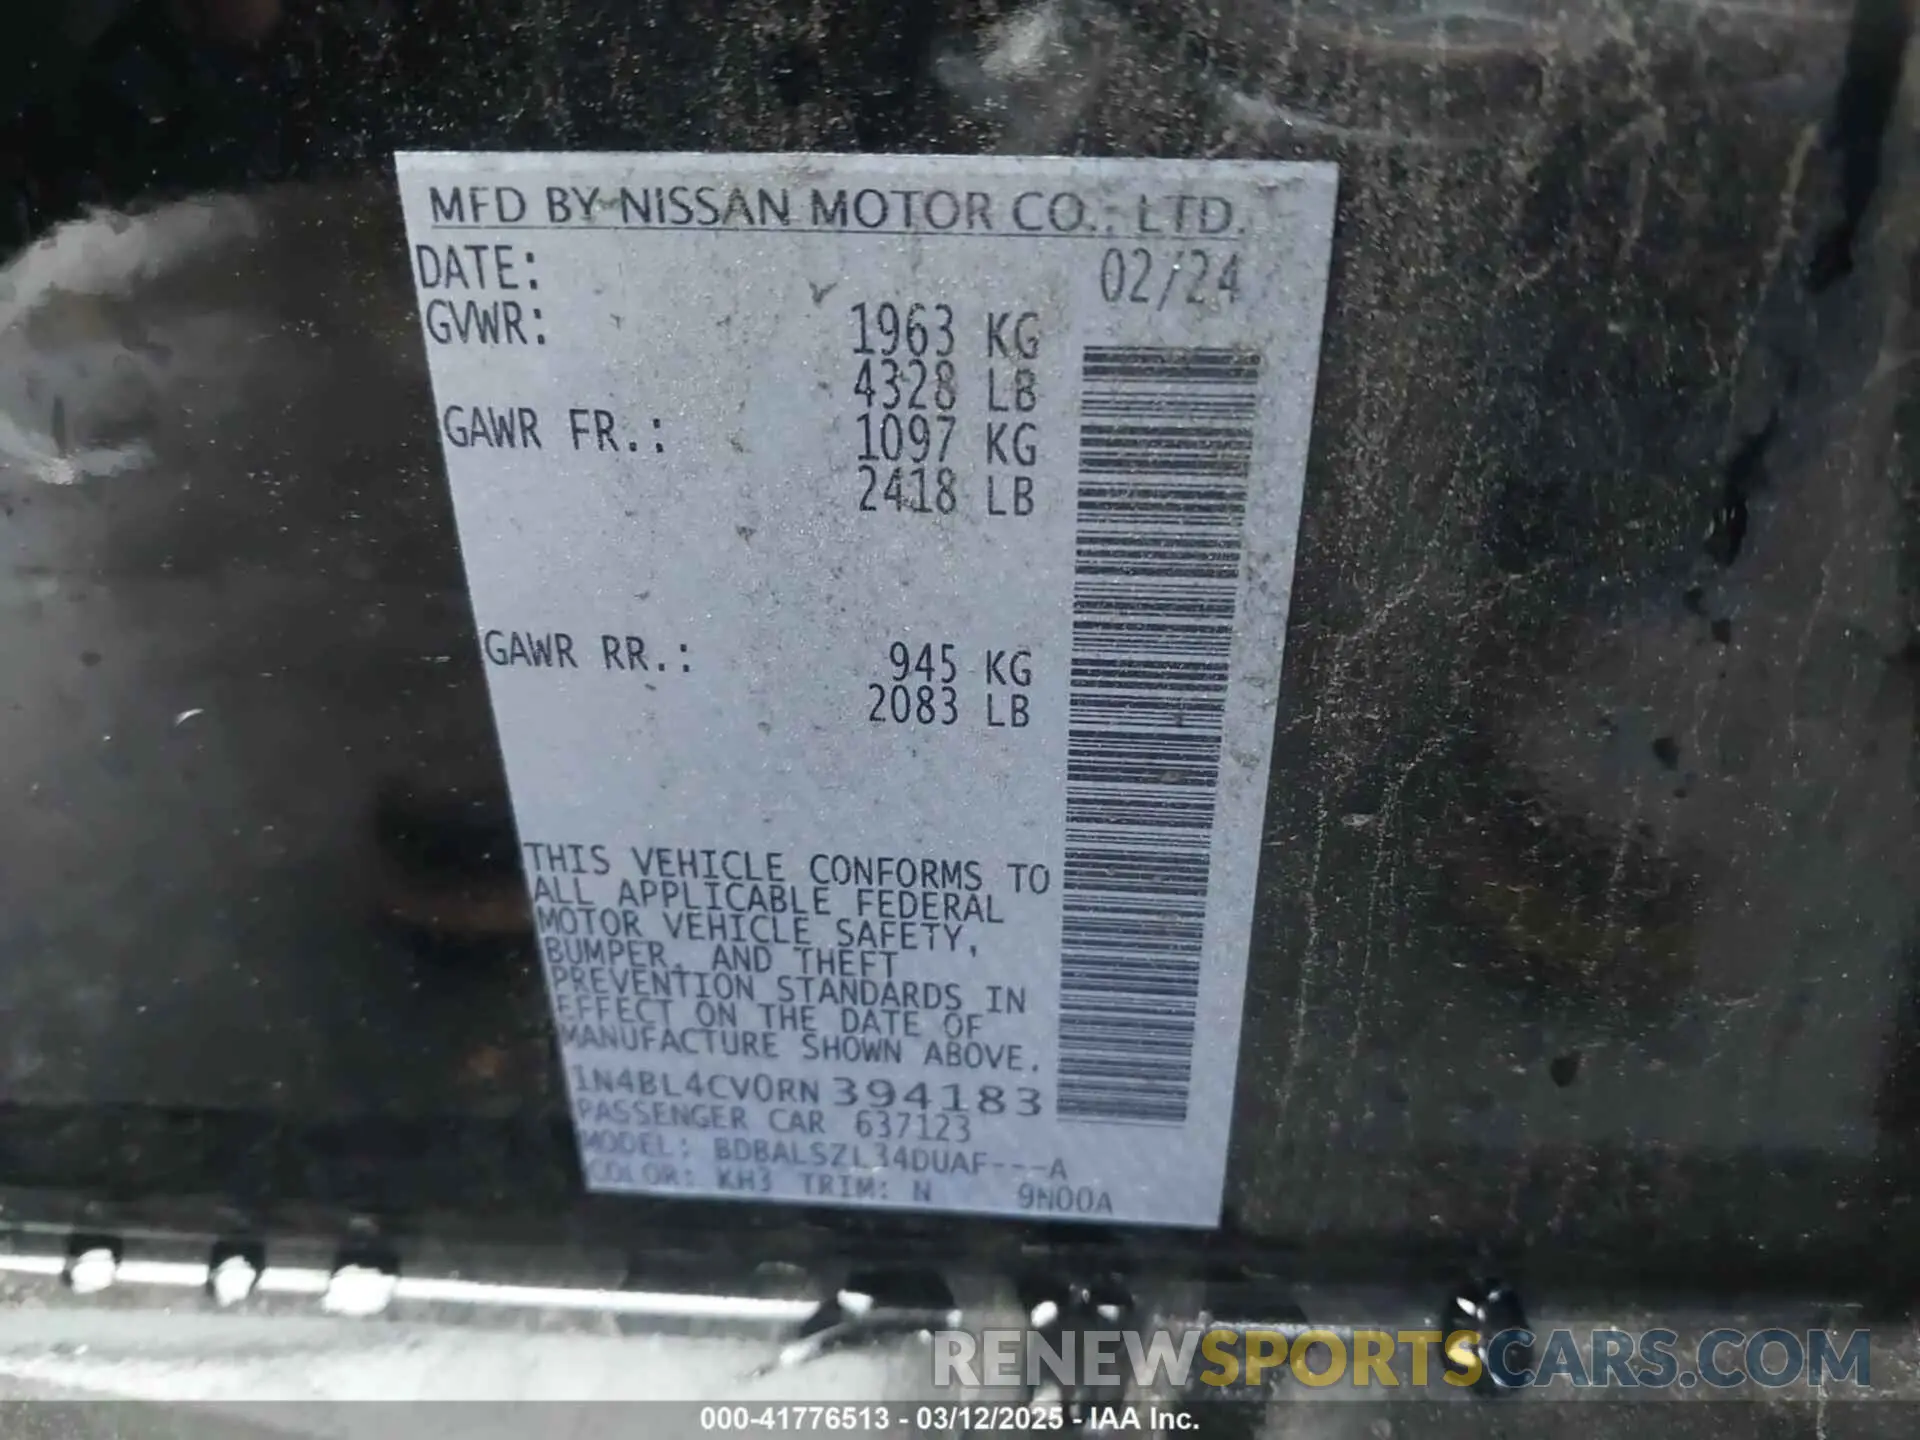 MFD BY NISSAN MOTOR CO., LTD.
DATE: 02/24
GVWR: 1963 KG
4328 LB
GAWR FR.: 1097 KG
2418 LB
GAWR RR.: 945 KG
2083 LB
THIS VEHICLE CONFORMS TO
ALL APPLICABLE FEDERAL
MOTOR VEHICLE SAFETY,
BUMPER, AND THEFT
PREVENTION STANDARDS IN
EFFECT ON THE DATE OF
MANUFACTURE SHOWN ABOVE.
1N4BL4CV0RN394183
PASSENGER CAR 637123
MODEL: BDBALSZL34DUAF---A
COLOR: KH3 TRIM: N 9N00A
RENEWSPORTSCARS.COM
000-41776513 - 03/12/2025 - IAA Inc.